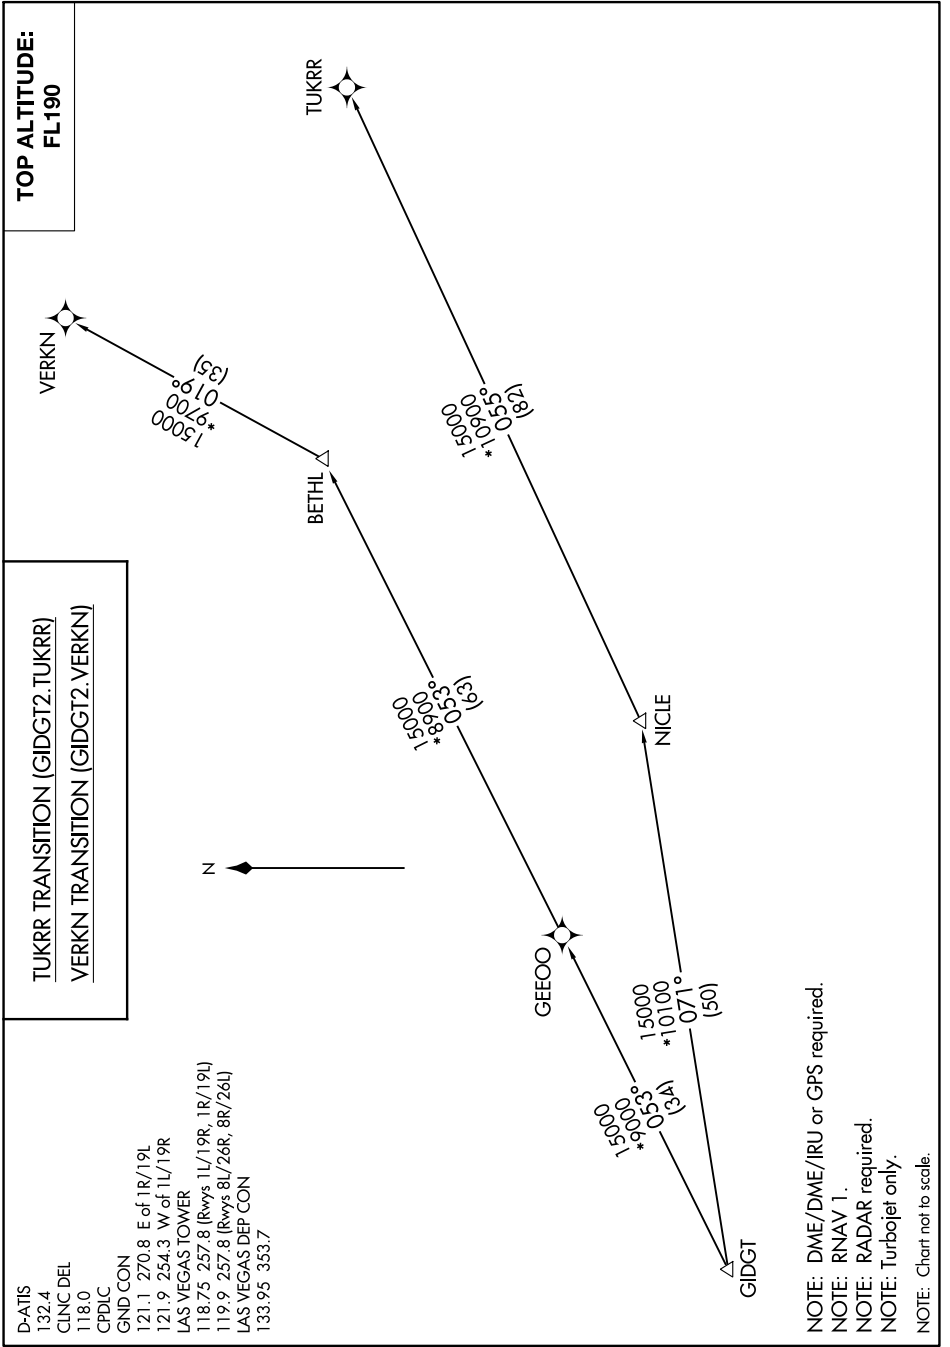 D-ATIS
132.4
CLNC DEL
118.0
CPDLC
GND CON
121.1 270.8 E of 1R/19L
121.9 254.3 W of 1L/19R
LAS VEGAS TOWER
118.75 257.8 (Rwys 1L/19R, 1R/19L)
119.9 257.8 (Rwys 8L/26R, 8R/26L)
LAS VEGAS DEP CON
133.95 353.7
TUKRR TRANSITION (GIDGT2.TUKRR)
VERKN TRANSITION (GIDGT2.VERKN)
TOP ALTITUDE:
FL190
VERKN
15000
*9700
019°
(35)
BETHL
TUKRR
15000
*10900
055°
(82)
N
15000
*8900
053°
(63)
GEEOO
NICLE
15000
*9000
053°
(34)
15000
*10100
071°
(50)
GIDGT
NOTE: DME/DME/IRU or GPS required.
NOTE: RNAV 1.
NOTE: RADAR required.
NOTE: Turbojet only.
NOTE: Chart not to scale.